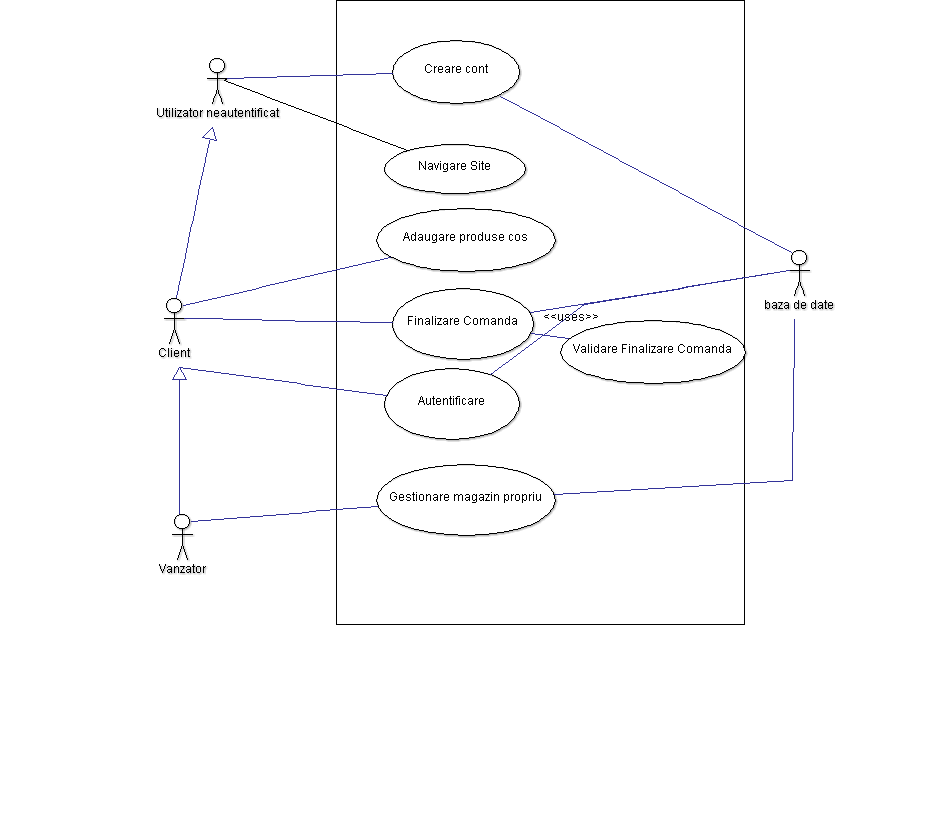 Creare cont
Utilizator neautentificat
Navigare Site
Adaugare produse cos
baza de date
Finalizare Comanda
<<uses>>
Validare Finalizare Comanda
Client
Autentificare
Gestionare magazin propriu
Vanzator